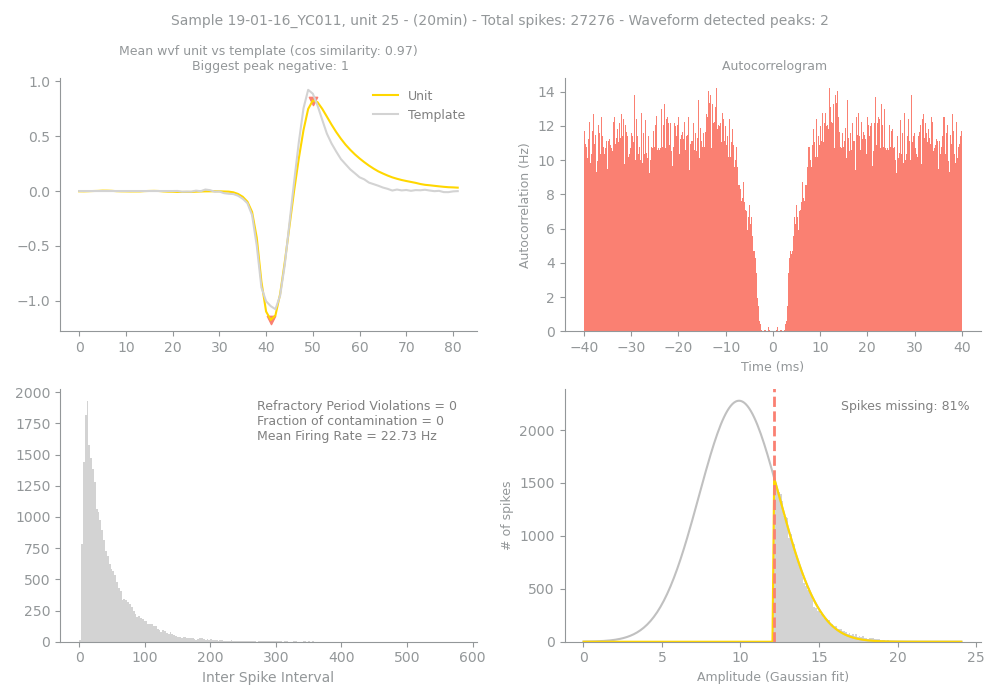 Sample 19-01-16_YC011, unit 25 - (20min) - Total spikes: 27276 - Waveform detected peaks: 2
Mean wvf unit vs template (cos similarity: 0.97)
Biggest peak negative: 1
1.0
0.5
0.0
−0.5
−1.0
0 10 20 30 40 50 60 70 80
Unit
Template
Autocorrelogram
Autocorrelation (Hz)
14
12
10
8
6
4
2
0
−40 −30 −20 −10 0 10 20 30 40
Time (ms)
2000
1750
1500
1250
1000
750
500
250
0
Refractory Period Violations = 0
Fraction of contamination = 0
Mean Firing Rate = 22.73 Hz
0 100 200 300 400 500 600
Inter Spike Interval
# of spikes
2000
1500
1000
500
0
Spikes missing: 81%
0 5 10 15 20 25
Amplitude (Gaussian fit)